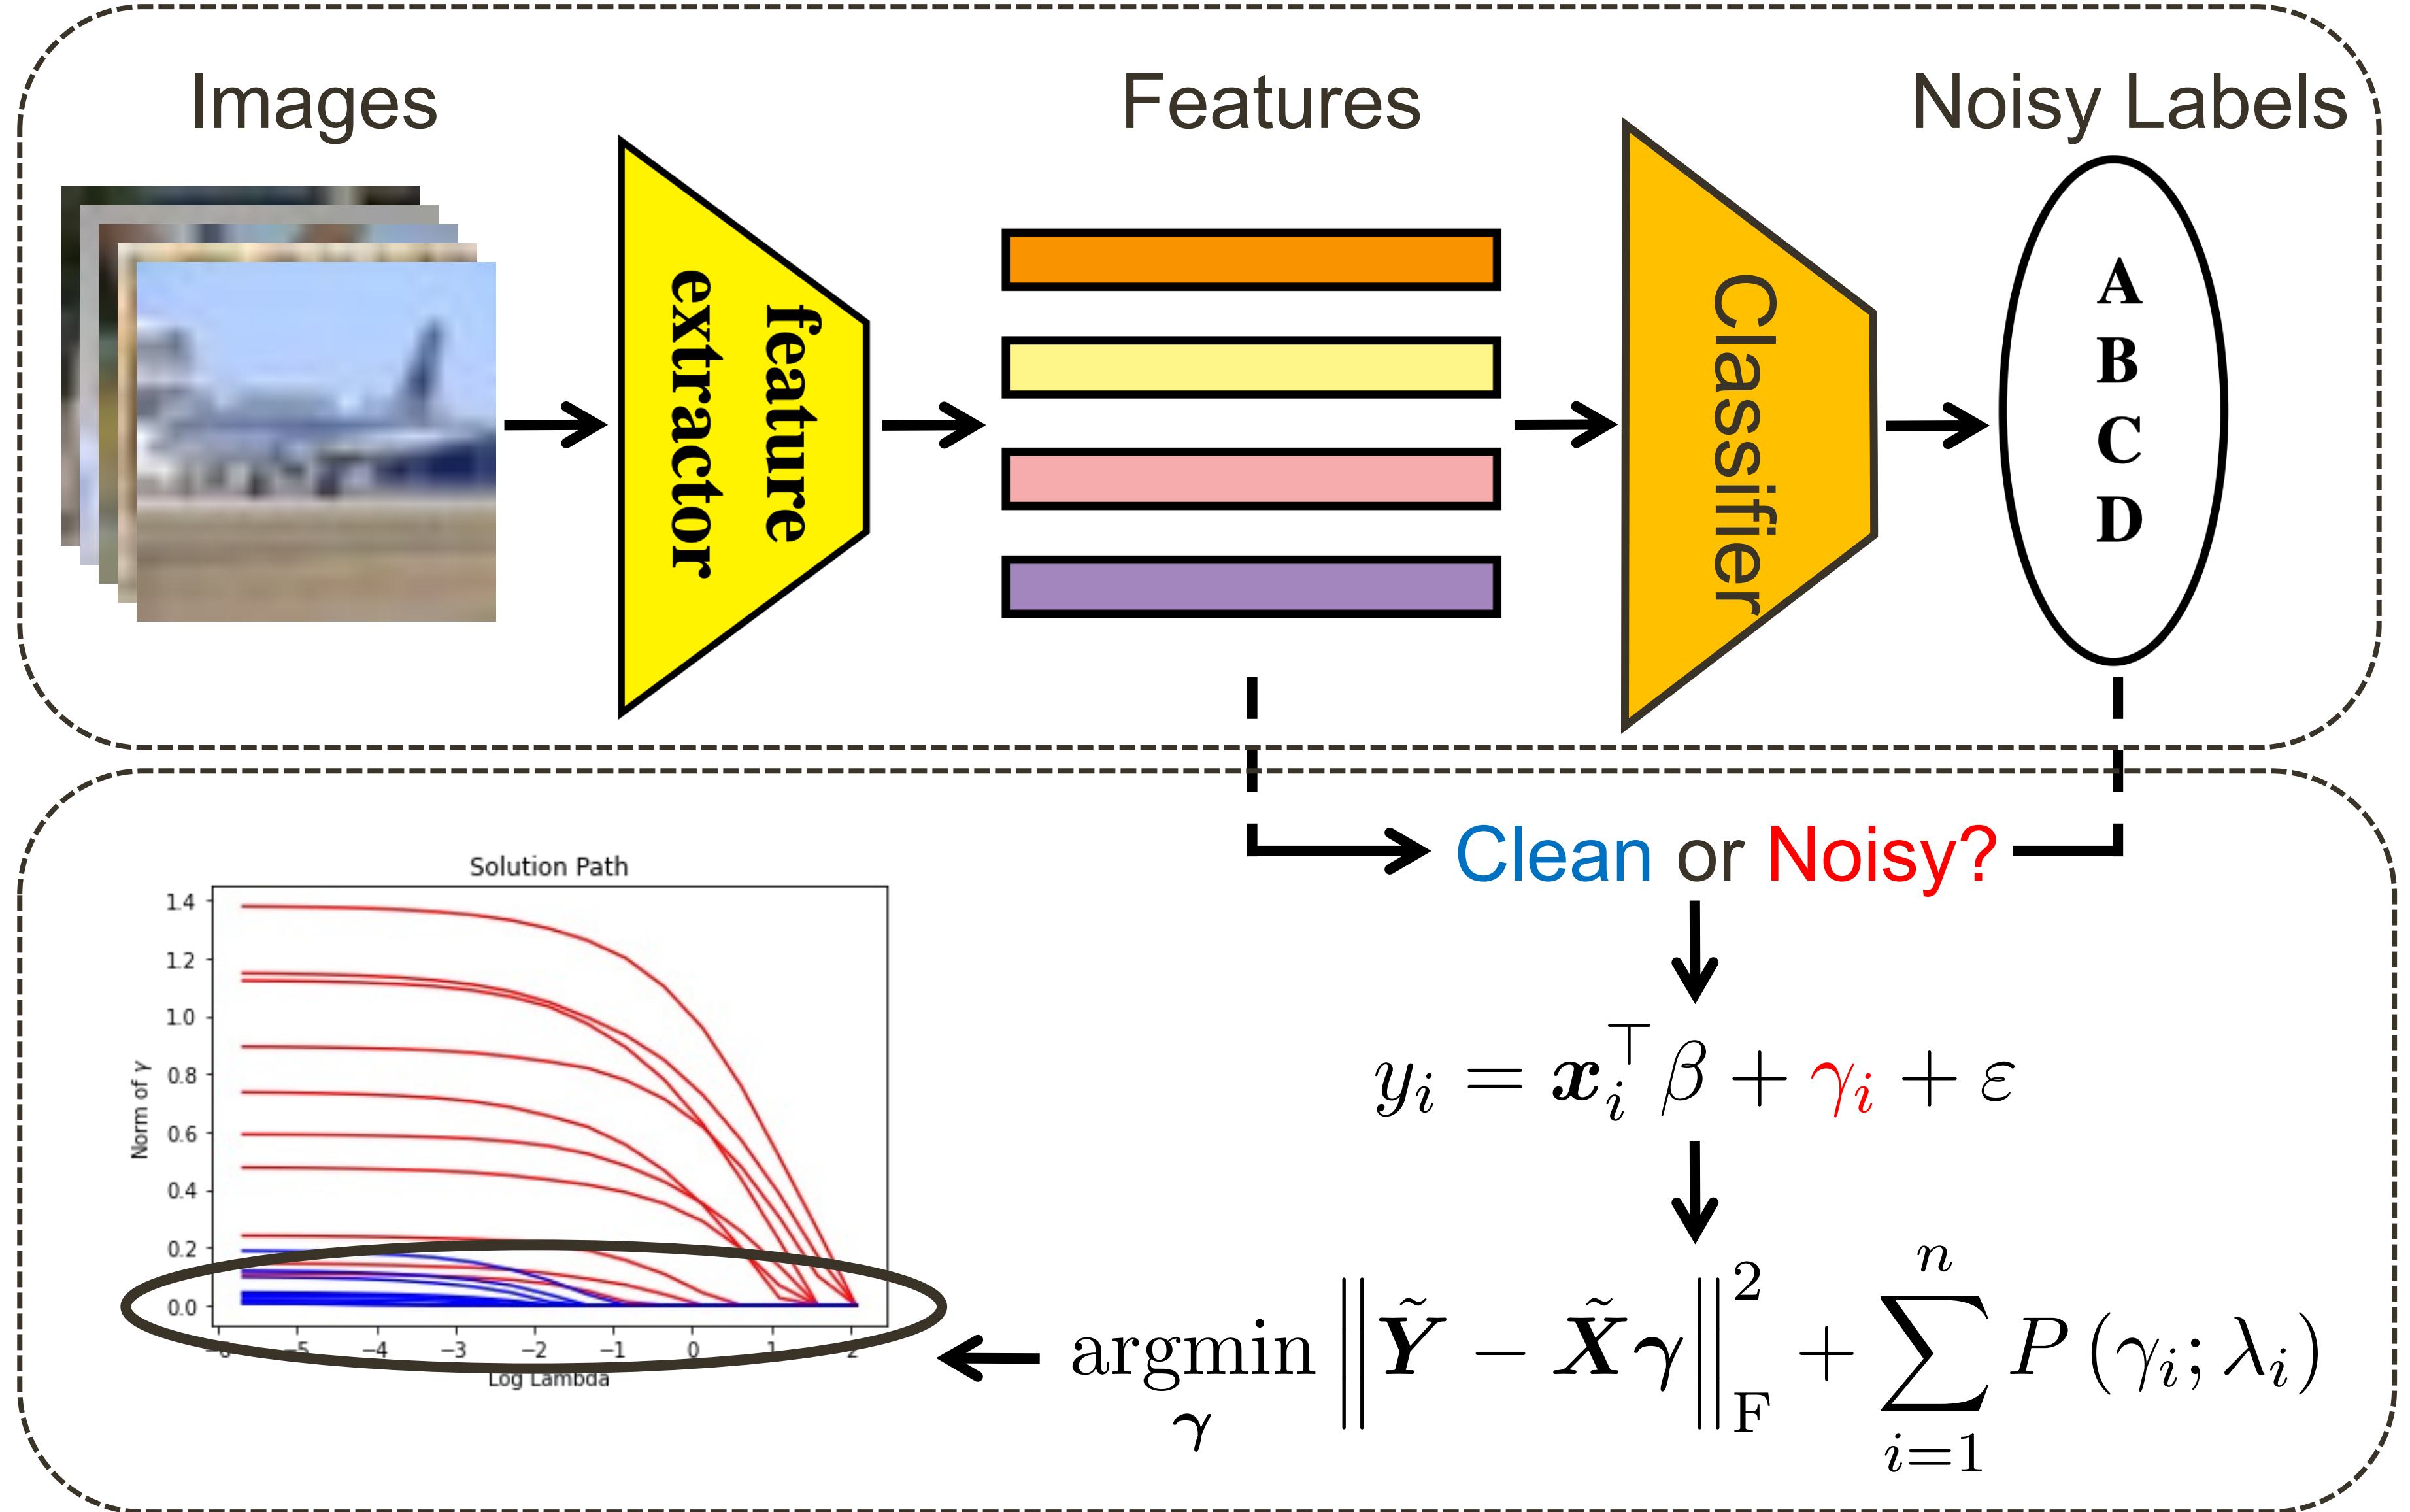 Images
Features
Noisy Labels
feature
extractor
Classifier
A
B
C
D
Clean or Noisy?
Solution Path
1.4
1.2
1.0
0.8
0.6
0.4
0.2
0.0
Norm of γ
−5
−4
−3
−2
−1
0
1
2
Log Lambda
y_i = x_i^⊤ β + γ_i + ε
argmin_γ ‖Ỹ − X̃γ‖_F^2 + ∑_{i=1}^n P (γ_i; λ_i)